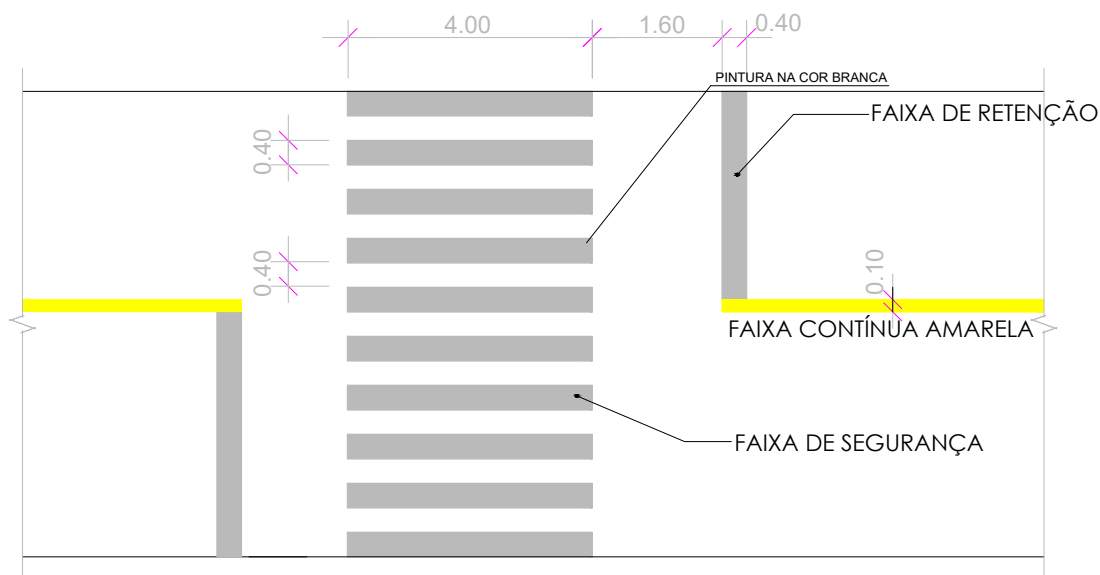 4.00
1.60
0.40
PINTURA NA COR BRANCA
FAIXA DE RETENÇÃO
0.40
0.40
0.10
FAIXA CONTÍNUA AMARELA
FAIXA DE SEGURANÇA